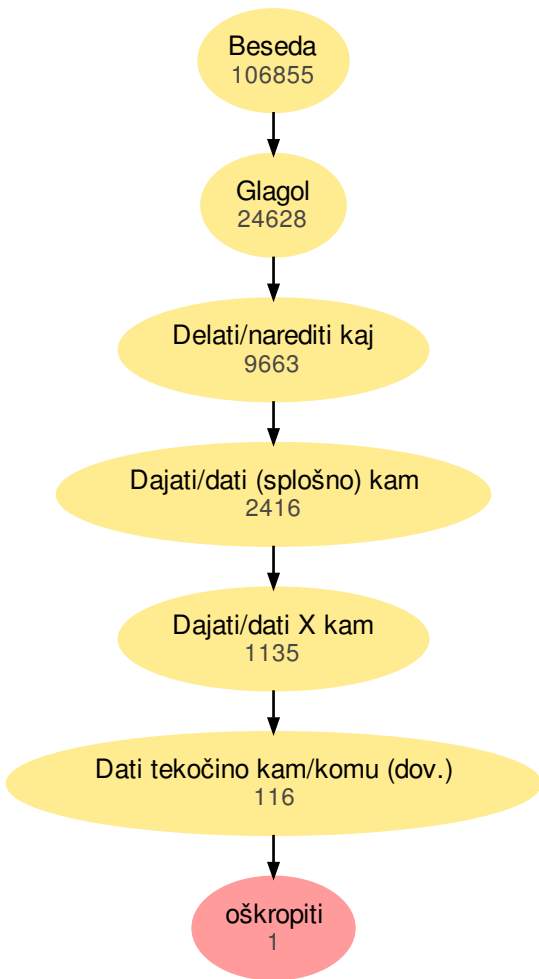 Beseda
106855
Glagol
24628
Delati/narediti kaj
9663
Dajati/dati (splošno) kam
2416
Dajati/dati X kam
1135
Dati tekočino kam/komu (dov.)
116
oškropiti
1